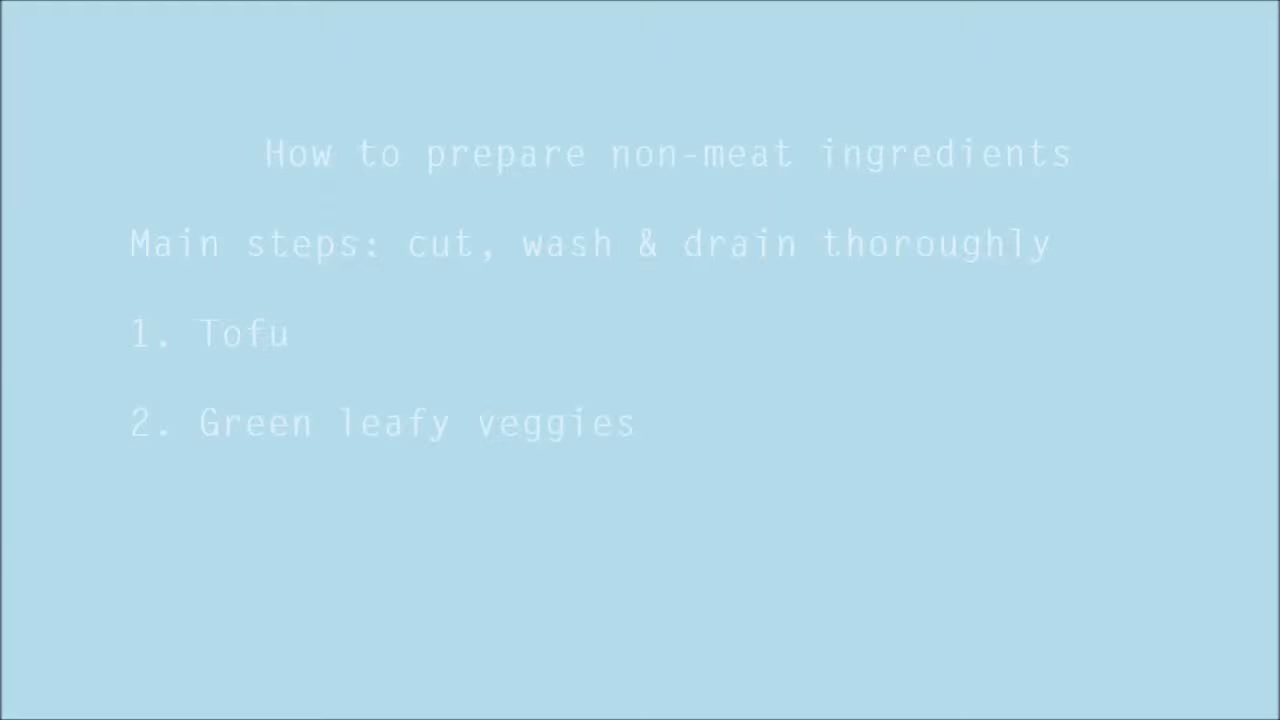 How to prepare non-meat ingredients
Main steps: cut, wash & drain thoroughly
1. Tofu
2. Green leafy veggies